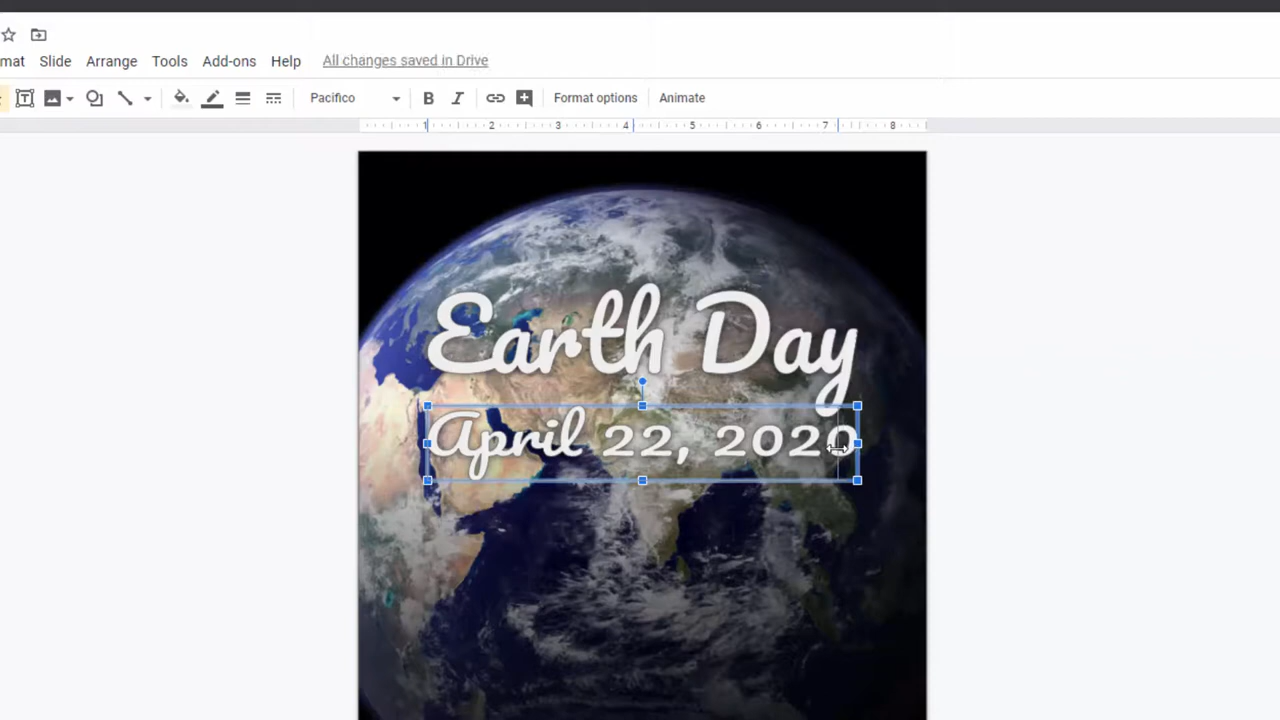 mat Slide Arrange Tools Add-ons Help All changes saved in Drive
Pacifico B I Format options Animate
1 2 3 4 5 6 7 8
Earth Day
April 22, 2020